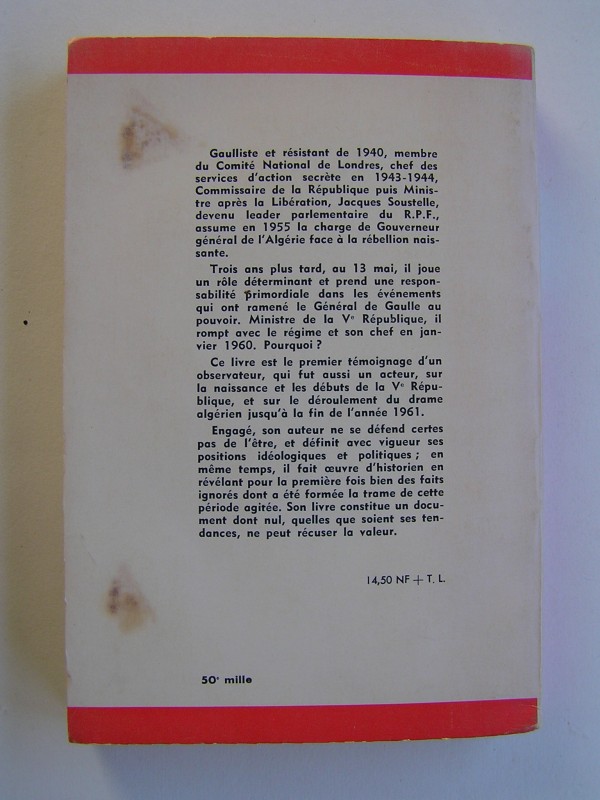 Gaulliste et résistant de 1940, membre
du Comité National de Londres, chef des
services d'action secrète en 1943-1944,
Commissaire de la République puis Minis-
tre après la Libération, Jacques Soustelle,
devenu leader parlementaire du R.P.F.,
assume en 1955 la charge de Gouverneur
général de l'Algérie face à la rébellion nais-
sante.
Trois ans plus tard, au 13 mai, il joue
un rôle déterminant et prend une respon-
sabilité primordiale dans les événements
qui ont ramené le Général de Gaulle au
pouvoir. Ministre de la Vᵉ République, il
rompt avec le régime et son chef en jan-
vier 1960. Pourquoi ?
Ce livre est le premier témoignage d'un
observateur, qui fut aussi un acteur, sur
la naissance et les débuts de la Vᵉ Répu-
blique, et sur le déroulement du drame
algérien jusqu'à la fin de l'année 1961.
Engagé, son auteur ne se défend certes
pas de l'être, et définit avec vigueur ses
positions idéologiques et politiques ; en
même temps, il fait œuvre d'historien en
révélant pour la première fois bien des faits
ignorés dont a été formée la trame de cette
période agitée. Son livre constitue un docu-
ment dont nul, quelles que soient ses ten-
dances, ne peut récuser la valeur.
14,50 NF + T. L.
50ᵉ mille